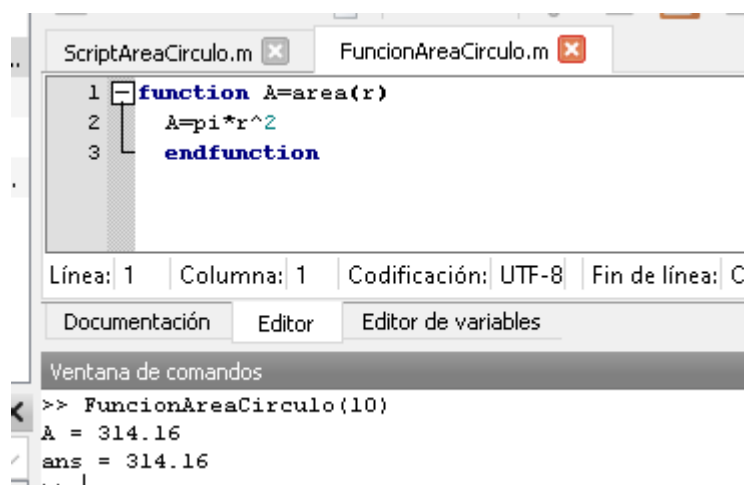 ScriptAreaCirculo.m FuncionAreaCirculo.m
1 function A=area(r)
2 A=pi*r^2
3 endfunction
Línea: 1 Columna: 1 Codificación: UTF-8 Fin de línea: C
Documentación Editor Editor de variables
Ventana de comandos
>> FuncionAreaCirculo(10)
A = 314.16
ans = 314.16
>>